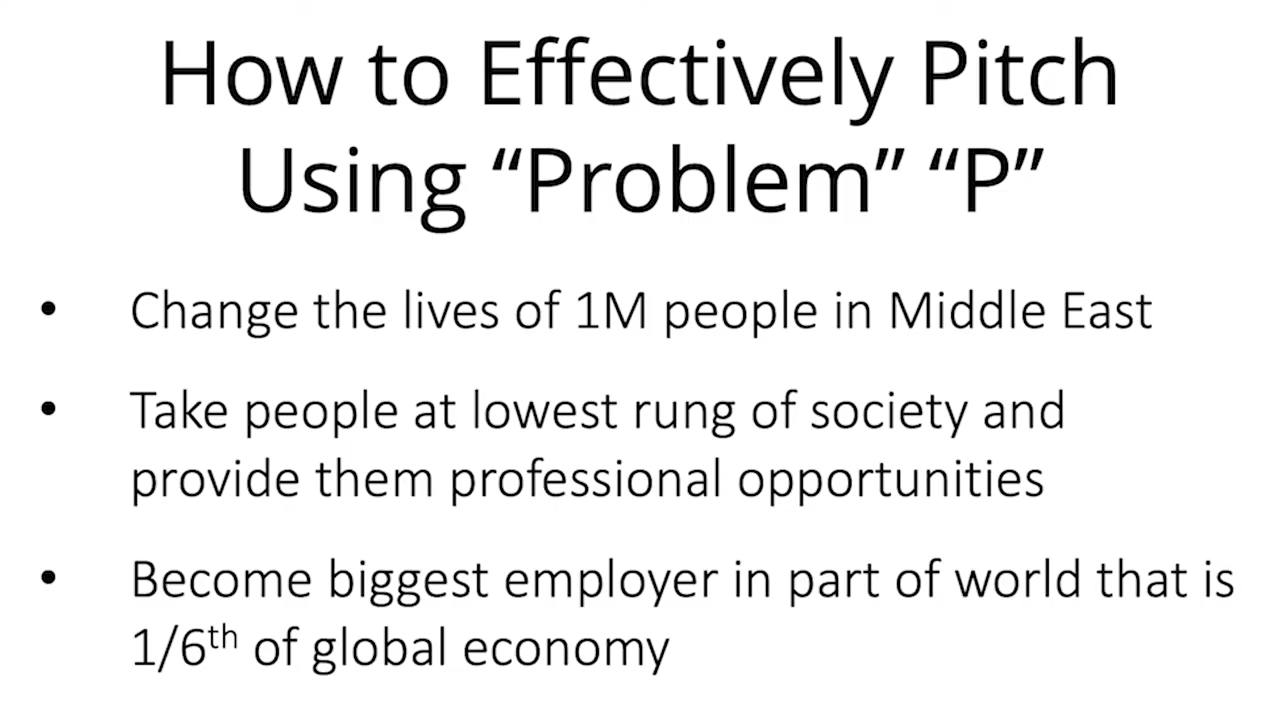 How to Effectively Pitch
Using “Problem” “P”
• Change the lives of 1M people in Middle East
• Take people at lowest rung of society and
provide them professional opportunities
• Become biggest employer in part of world that is
1/6th of global economy